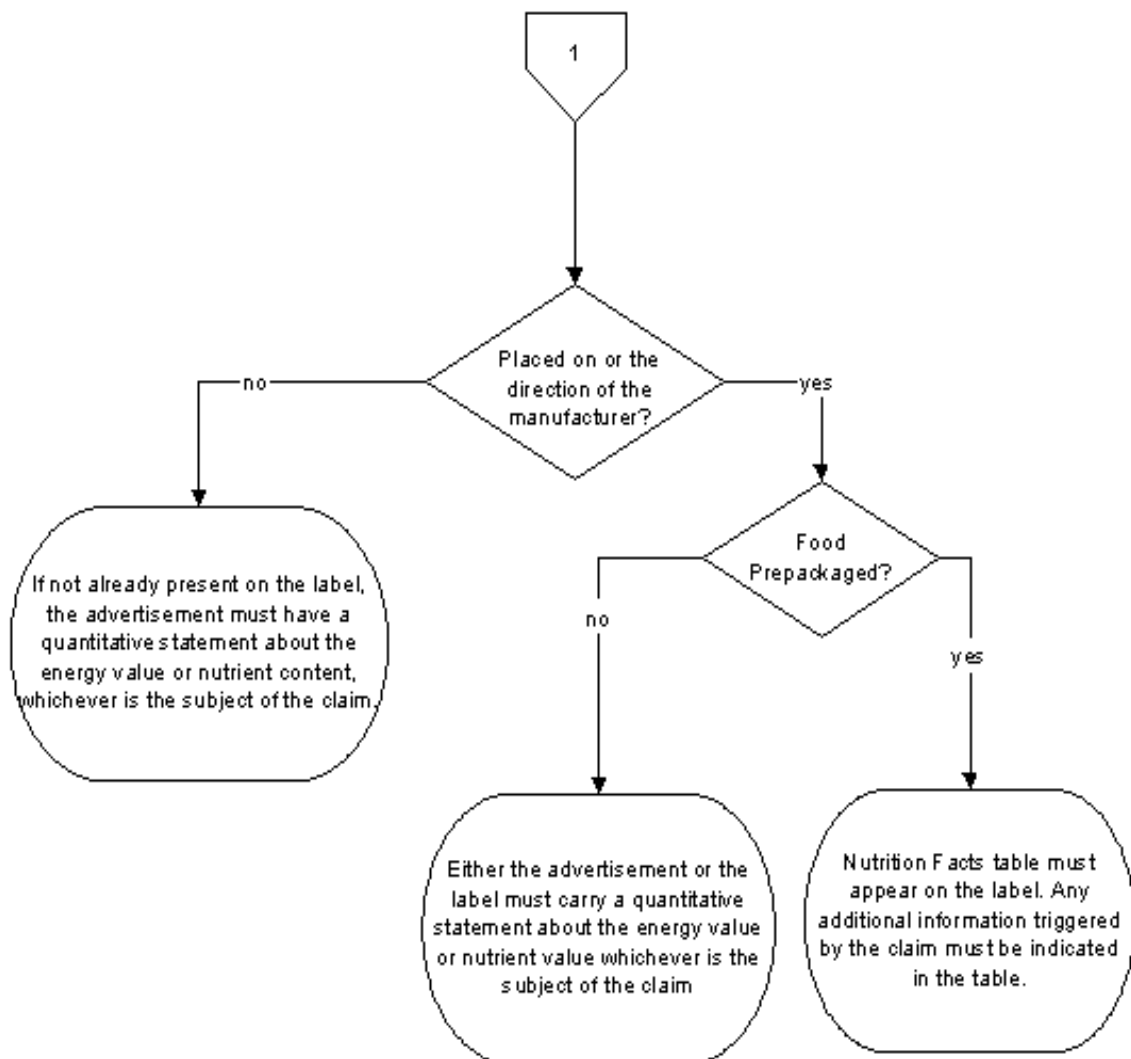 1
Placed on or the
direction of the
manufacturer?
no
yes
If not already present on the label,
the advertisement must have a
quantitative statement about the
energy value or nutrient content,
whichever is the subject of the claim.
Food
Prepackaged?
no
yes
Either the advertisement or the
label must carry a quantitative
statement about the energy value
or nutrient value whichever is the
subject of the claim
Nutrition Facts table must
appear on the label. Any
additional information triggered
by the claim must be indicated
in the table.